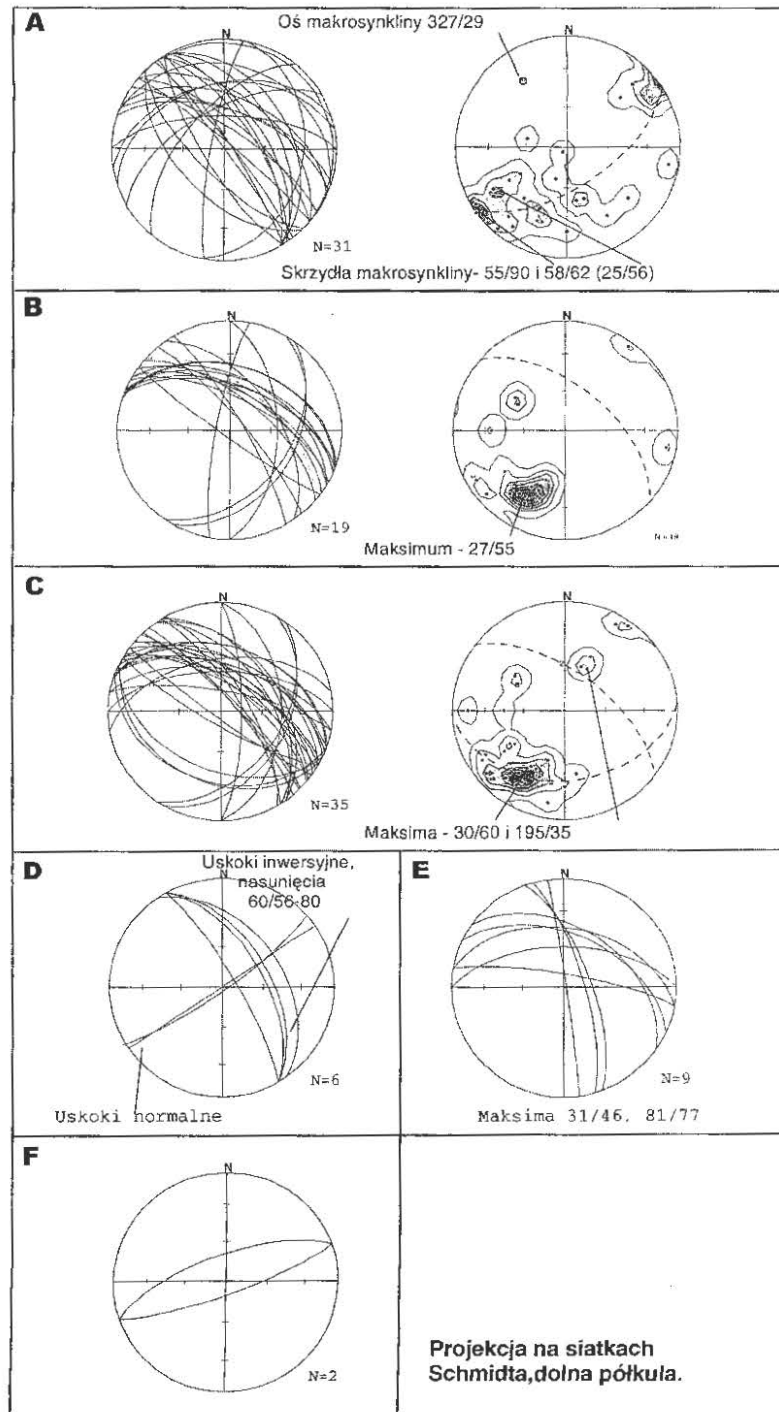 A
Oś makrosynkliny 327/29
N
N
N=31
Skrzydła makrosynkliny- 55/90 i 58/62 (25/56)
B
N
N
N=19
Maksimum - 27/55
N=19
C
N
N
N=35
Maksima - 30/60 i 195/35
D
Uskoki inwersyjne,
nasunięcia
60/56-80
N
N=6
Uskoki normalne
E
N
N=9
Maksima 31/46, 81/77
F
N
N=2
Projekcja na siatkach
Schmidta,dolna półkula.